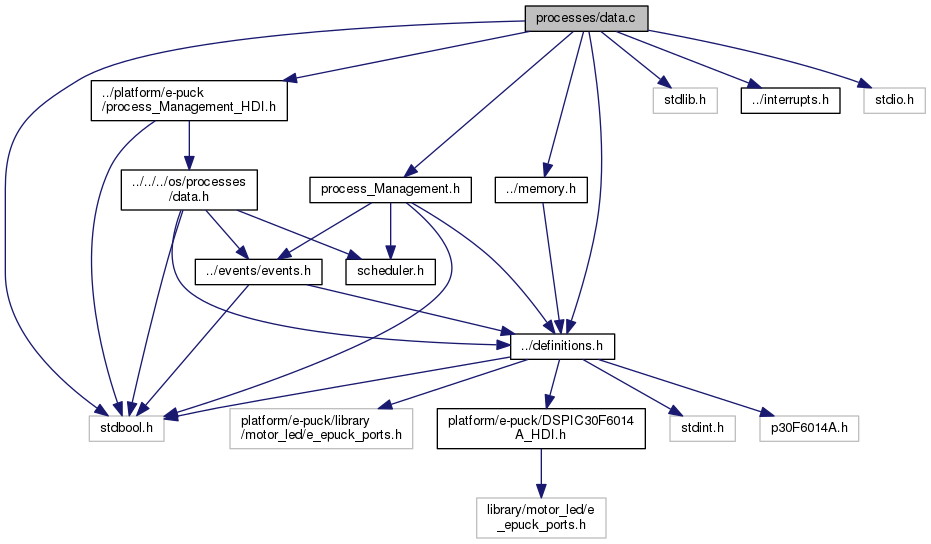 processes/data.c
../platform/e-puck
/process_Management_HDI.h
stdlib.h
../interrupts.h
stdio.h
../../../os/processes
/data.h
process_Management.h
../memory.h
../events/events.h
scheduler.h
../definitions.h
stdbool.h
platform/e-puck/library
/motor_led/e_epuck_ports.h
platform/e-puck/DSPIC30F6014
A_HDI.h
stdint.h
p30F6014A.h
library/motor_led/e
_epuck_ports.h